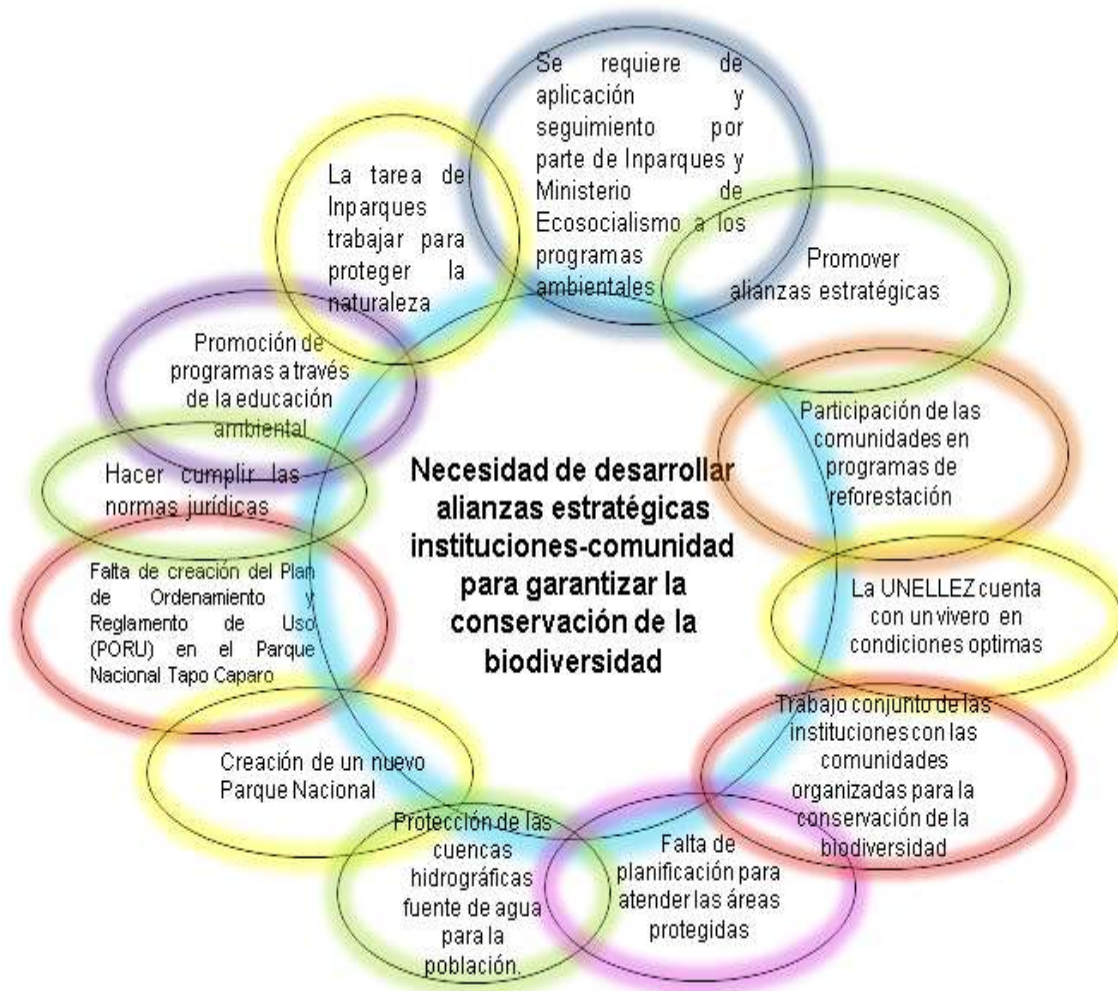 Se requiere de
aplicación y
seguimiento por
parte de Inparques y
Ministerio de
Ecosocialismo a los
programas
ambientales
Promover
alianzas estratégicas
Participación de las
comunidades en
programas de
reforestación
La UNELLEZ cuenta
con un vivero en
condiciones optimas
Trabajo conjunto de las
instituciones con las
comunidades
organizadas para la
conservación de la
biodiversidad
Falta de
planificación para
atender las áreas
protegidas
Protección de las
cuencas
hidrográficas
fuente de agua
para la
población.
Creación de un nuevo
Parque Nacional
Falta de creación del Plan
de Ordenamiento y
Reglamento de Uso
(PORU) en el Parque
Nacional Tapo Caparo
Hacer cumplir las
normas jurídicas
Promoción de
programas a través
de la educación
ambiental
La tarea de
Inparques
trabajar para
proteger la
naturaleza
Necesidad de desarrollar
alianzas estratégicas
instituciones-comunidad
para garantizar la
conservación de la
biodiversidad